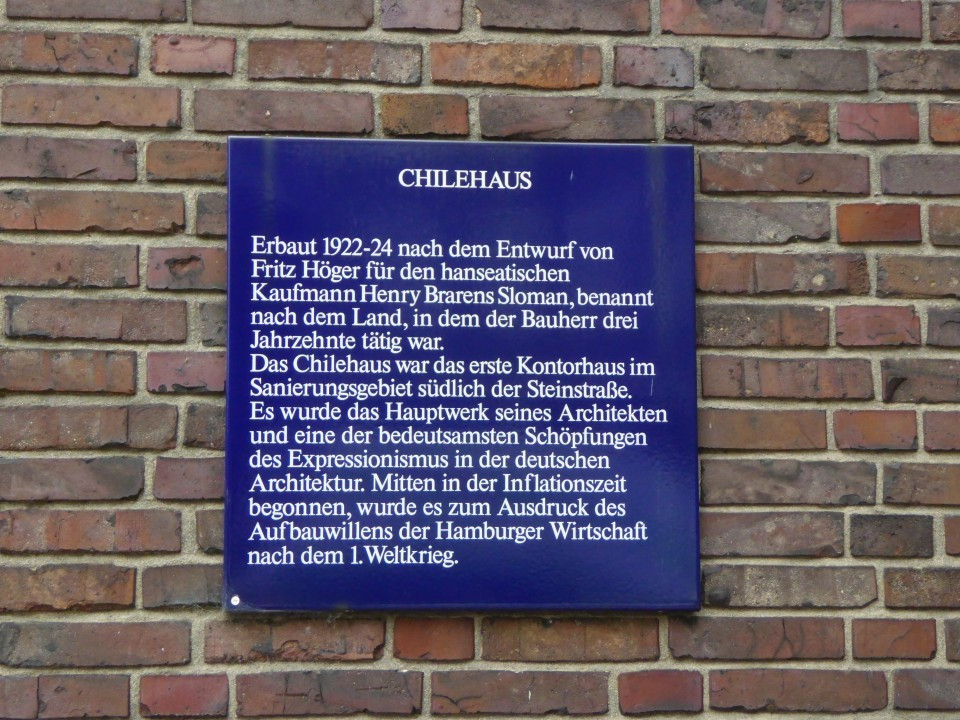 CHILEHAUS
Erbaut 1922-24 nach dem Entwurf von
Fritz Höger für den hanseatischen
Kaufmann Henry Brarens Sloman, benannt
nach dem Land, in dem der Bauherr drei
Jahrzehnte tätig war.
Das Chilehaus war das erste Kontorhaus im
Sanierungsgebiet südlich der Steinstraße.
Es wurde das Hauptwerk seines Architekten
und eine der bedeutsamsten Schöpfungen
des Expressionismus in der deutschen
Architektur. Mitten in der Inflationszeit
begonnen, wurde es zum Ausdruck des
Aufbauwillens der Hamburger Wirtschaft
nach dem 1.Weltkrieg.